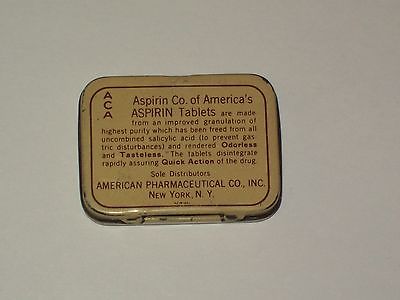 A
C
A
Aspirin Co. of America's
ASPIRIN Tablets are made
from an improved granulation of
highest purity which has been freed from all
uncombined salicylic acid (to prevent gas-
tric disturbances) and rendered Odorless
and Tasteless. The tablets disintegrate
rapidly assuring Quick Action of the drug.
Sole Distributors
AMERICAN PHARMACEUTICAL CO., INC.
NEW YORK, N. Y.